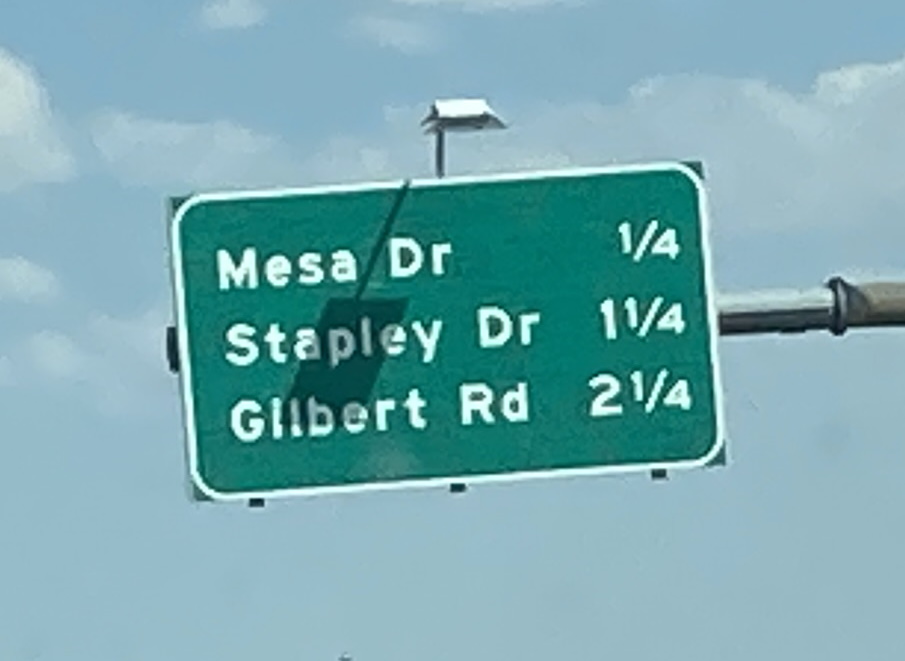 Mesa Dr 1/4
Stapley Dr 1 1/4
Gilbert Rd 2 1/4